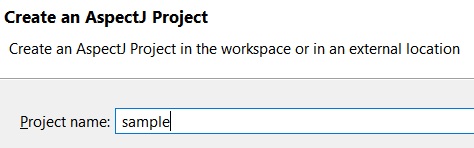 Create an AspectJ Project
Create an AspectJ Project in the workspace or in an external location
Project name: sample